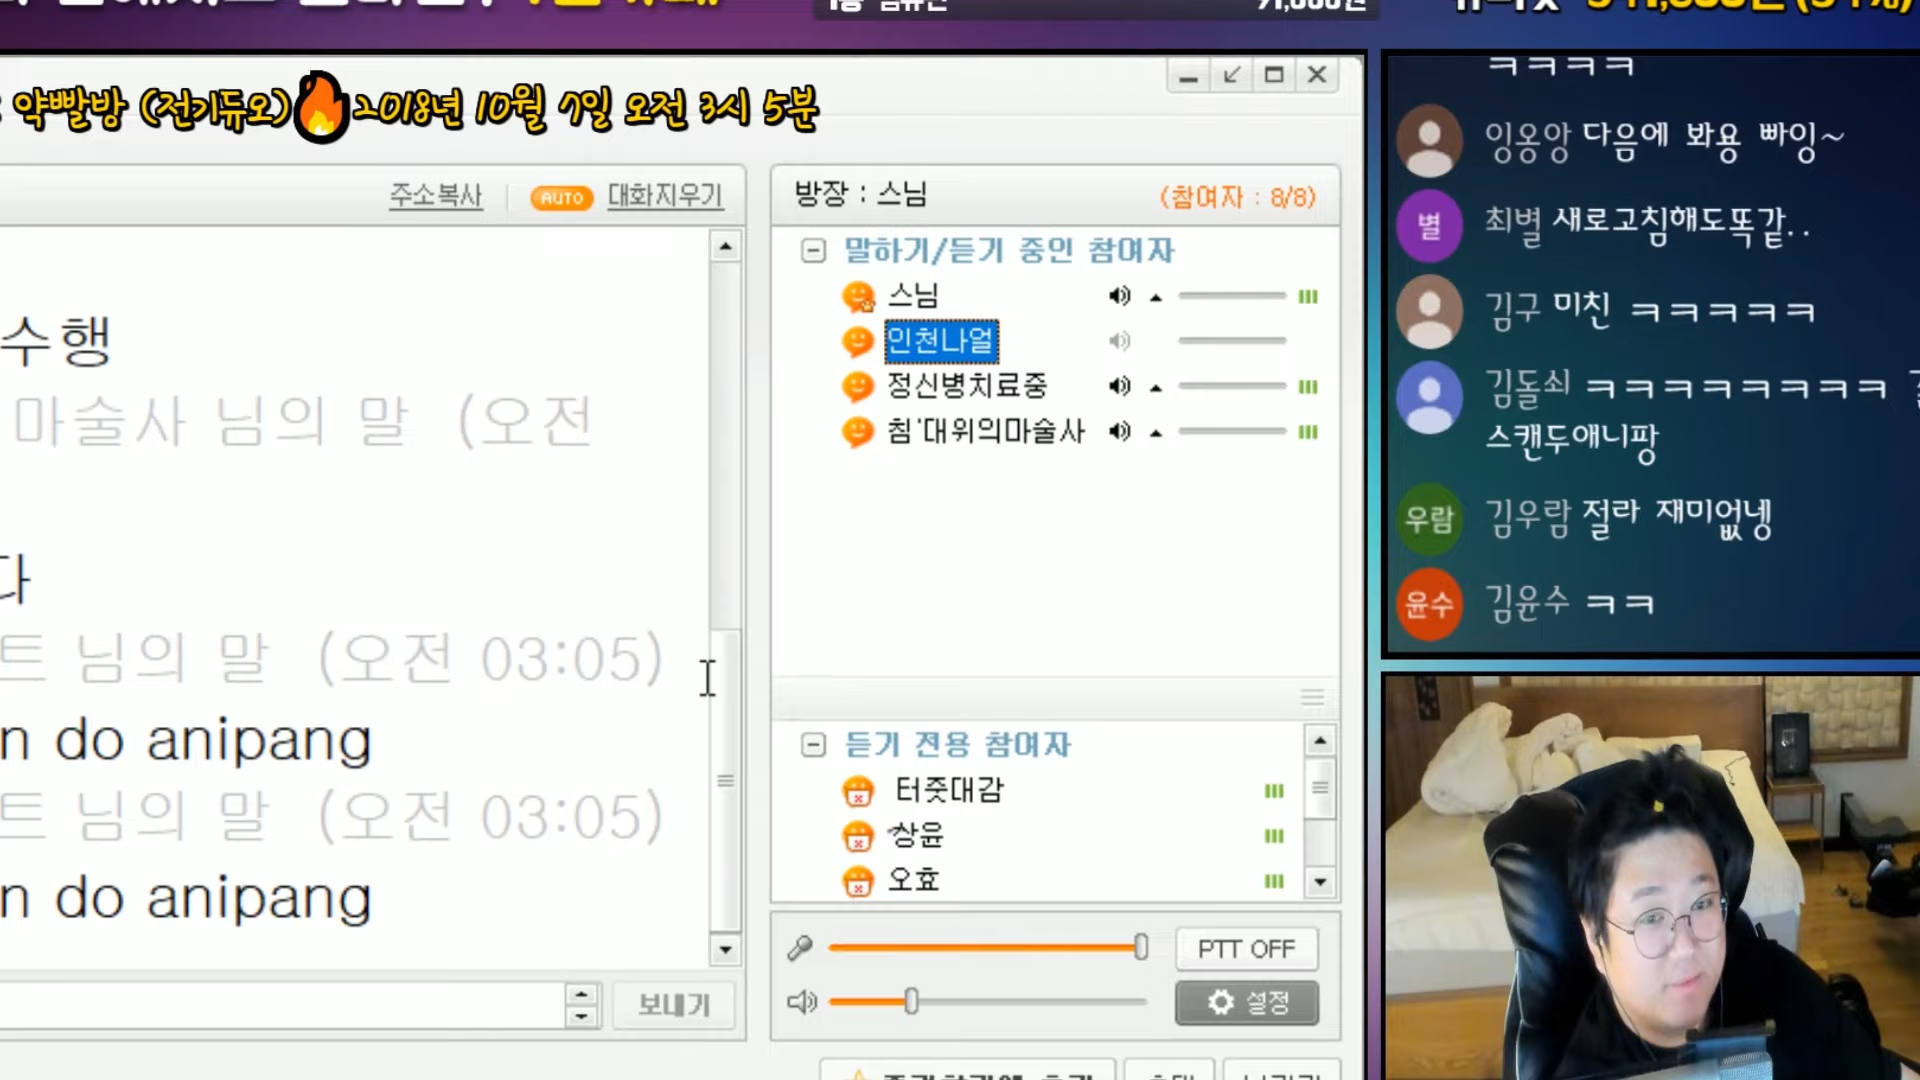 약빨방 (전기듀오)🔥2018년 10월 7일 오전 3시 5분
주소복사
AUTO 대화지우기
수행
마술사 님의 말 (오전
다
트 님의 말 (오전 03:05)
n do anipang
트 님의 말 (오전 03:05)
n do anipang
보내기
방장 : 스님
(참여자 : 8/8)
말하기/듣기 중인 참여자
스님
인천나얼
정신병치료중
침'대위의마술사
듣기 전용 참여자
터줏대감
상윤
오효
PTT OFF
설정
ㅋㅋㅋㅋ
잉옹앙 다음에 봐용 빠잉~
별
최별 새로고침해도똑같..
김구 미친 ㅋㅋㅋㅋㅋ
김돌쇠 ㅋㅋㅋㅋㅋㅋㅋㅋ
스캔두애니팡
우람
김우람 절라 재미없넹
윤수
김윤수 ㅋㅋ